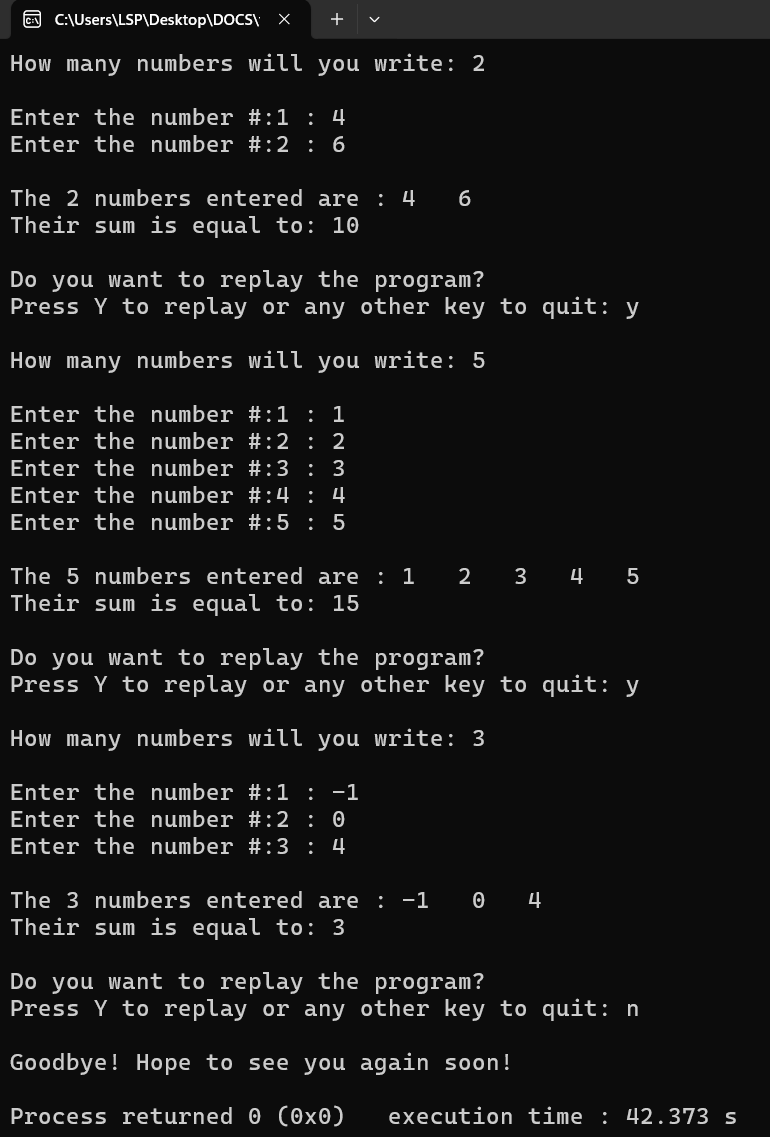 C:\Users\LSP\Desktop\DOCS\
How many numbers will you write: 2
Enter the number #:1 : 4
Enter the number #:2 : 6
The 2 numbers entered are : 4   6
Their sum is equal to: 10
Do you want to replay the program?
Press Y to replay or any other key to quit: y
How many numbers will you write: 5
Enter the number #:1 : 1
Enter the number #:2 : 2
Enter the number #:3 : 3
Enter the number #:4 : 4
Enter the number #:5 : 5
The 5 numbers entered are : 1   2   3   4   5
Their sum is equal to: 15
Do you want to replay the program?
Press Y to replay or any other key to quit: y
How many numbers will you write: 3
Enter the number #:1 : -1
Enter the number #:2 : 0
Enter the number #:3 : 4
The 3 numbers entered are : -1   0   4
Their sum is equal to: 3
Do you want to replay the program?
Press Y to replay or any other key to quit: n
Goodbye! Hope to see you again soon!
Process returned 0 (0x0)   execution time : 42.373 s